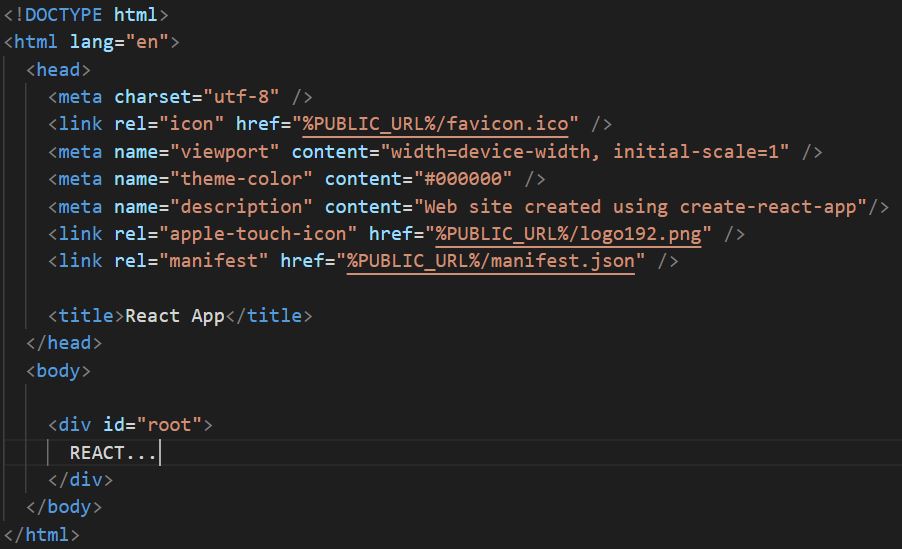 <!DOCTYPE html>
<html lang="en">
<head>
<meta charset="utf-8" />
<link rel="icon" href="%PUBLIC_URL%/favicon.ico" />
<meta name="viewport" content="width=device-width, initial-scale=1" />
<meta name="theme-color" content="#000000" />
<meta name="description" content="Web site created using create-react-app"/>
<link rel="apple-touch-icon" href="%PUBLIC_URL%/logo192.png" />
<link rel="manifest" href="%PUBLIC_URL%/manifest.json" />
<title>React App</title>
</head>
<body>
<div id="root">
REACT...
</div>
</body>
</html>